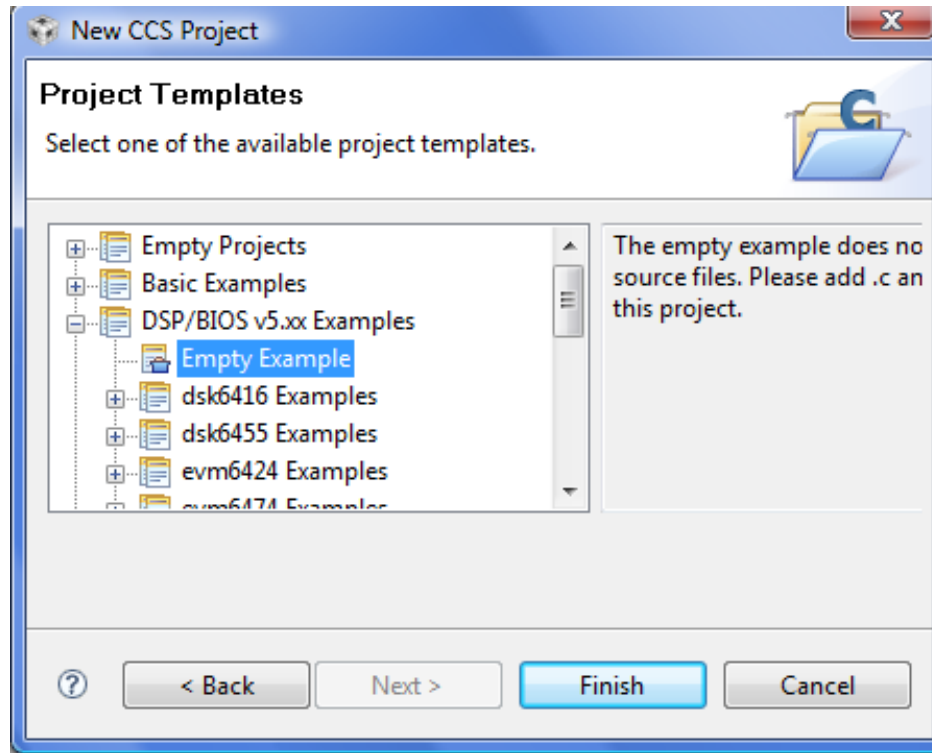 New CCS Project
X
Project Templates
Select one of the available project templates.
C
Empty Projects
Basic Examples
DSP/BIOS v5.xx Examples
Empty Example
dsk6416 Examples
dsk6455 Examples
evm6424 Examples
evm6474 Examples
The empty example does no
source files. Please add .c an
this project.
?
< Back
Next >
Finish
Cancel